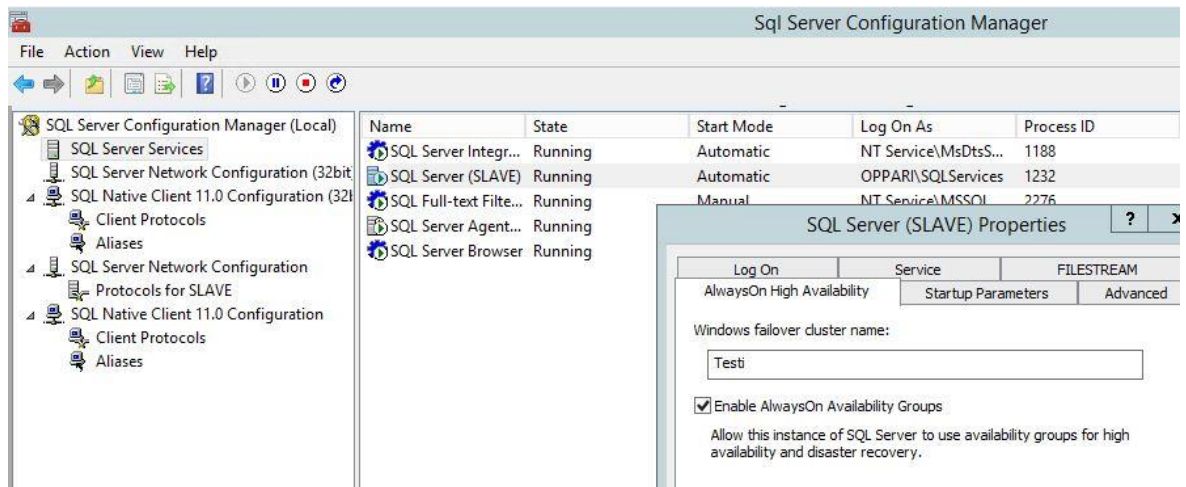 Sql Server Configuration Manager
File Action View Help
SQL Server Configuration Manager (Local)
SQL Server Services
SQL Server Network Configuration (32bit
SQL Native Client 11.0 Configuration (32
Client Protocols
Aliases
SQL Server Network Configuration
Protocols for SLAVE
SQL Native Client 11.0 Configuration
Client Protocols
Aliases
Name State Start Mode Log On As Process ID
SQL Server Integr... Running Automatic NT Service\MsDtsS... 1188
SQL Server (SLAVE) Running Automatic OPPARI\SQLServices 1232
SQL Full-text Filte... Running Manual NT Service\MSSQL 2276
SQL Server Agent... Running
SQL Server Browser Running
SQL Server (SLAVE) Properties ? x
Log On Service FILESTREAM
AlwaysOn High Availability Startup Parameters Advanced
Windows failover cluster name:
Testi
Enable AlwaysOn Availability Groups
Allow this instance of SQL Server to use availability groups for high
availability and disaster recovery.